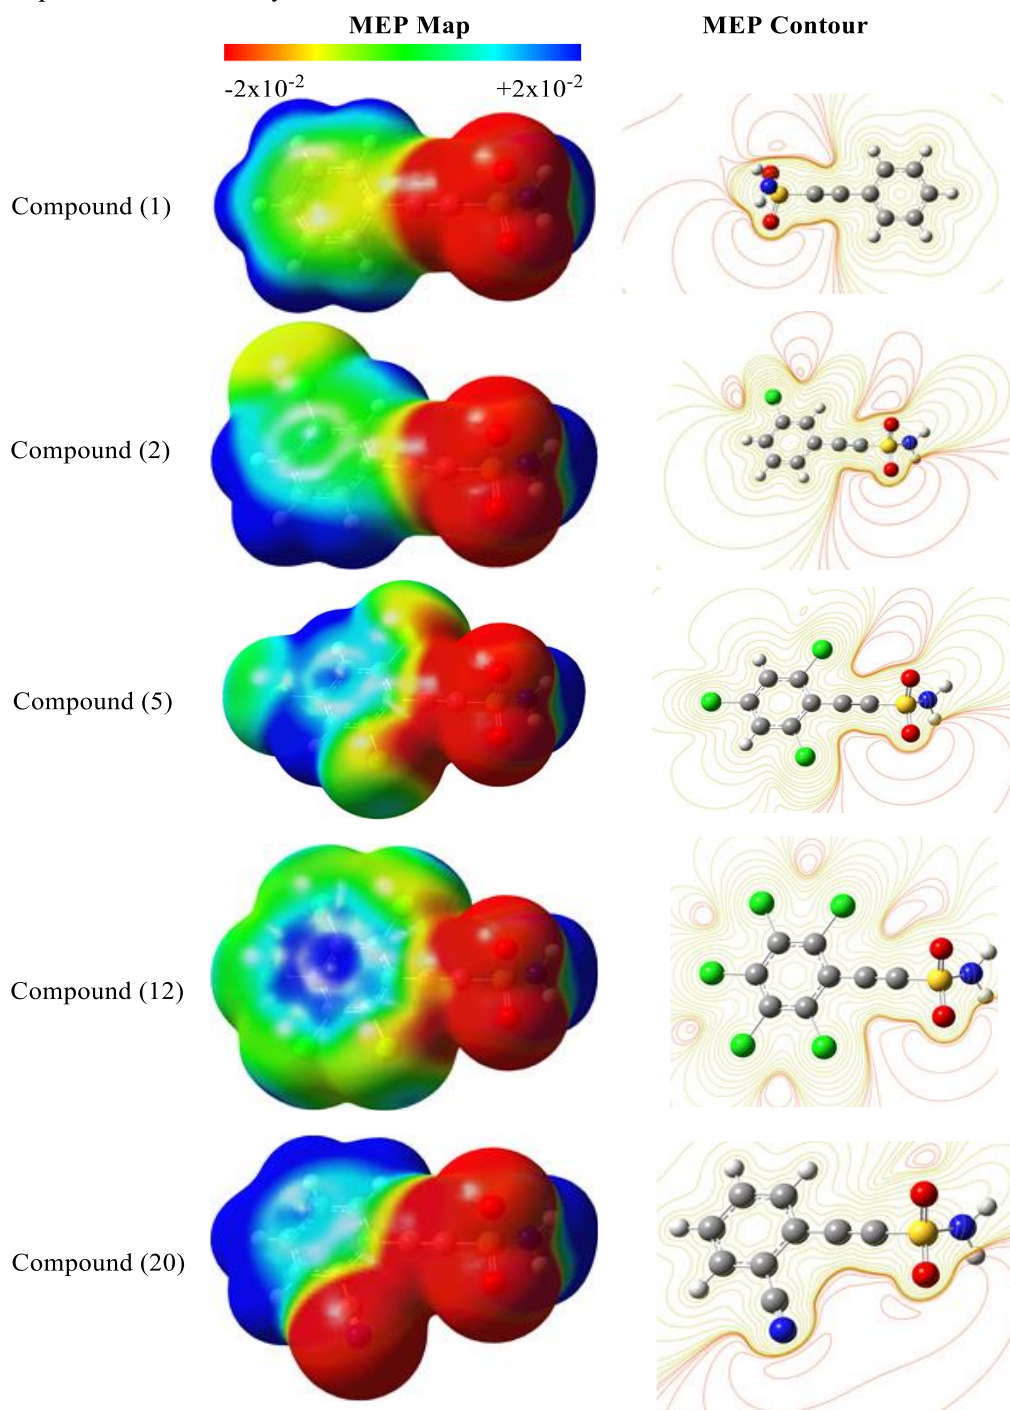 MEP Map MEP Contour
-2x10⁻² +2x10⁻²
Compound (1)
Compound (2)
Compound (5)
Compound (12)
Compound (20)